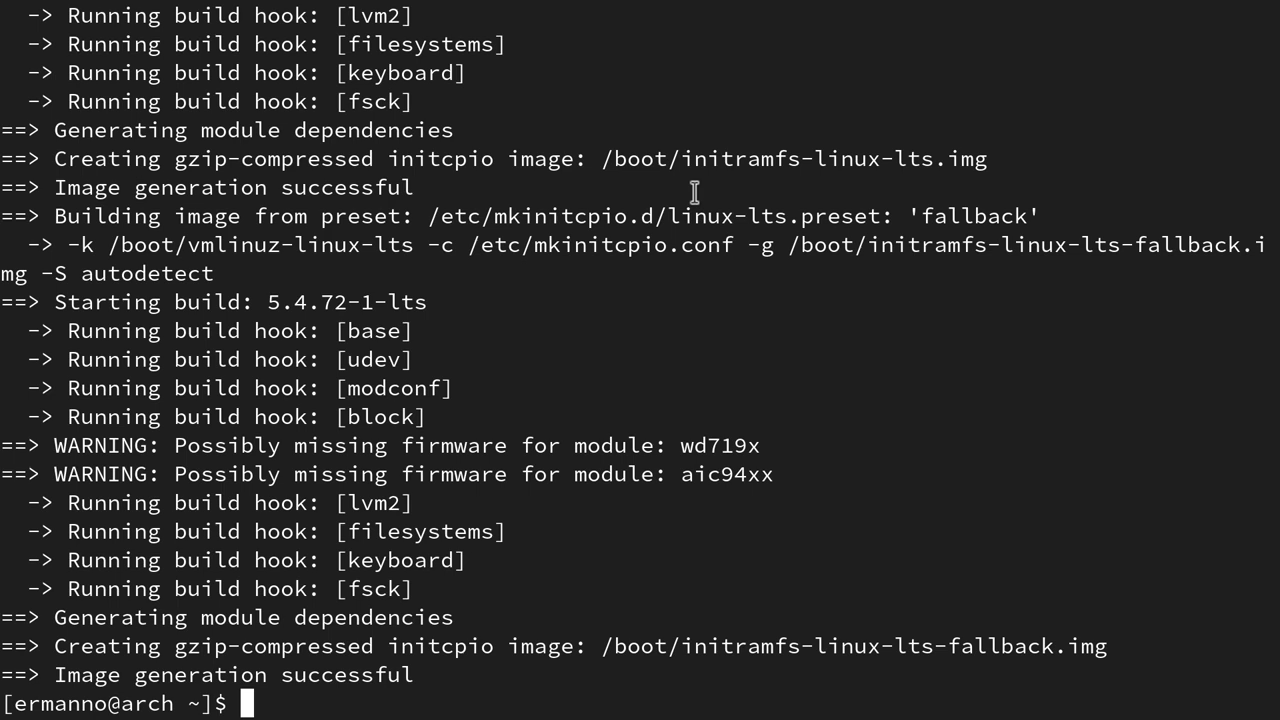 -> Running build hook: [lvm2]
  -> Running build hook: [filesystems]
  -> Running build hook: [keyboard]
  -> Running build hook: [fsck]
==> Generating module dependencies
==> Creating gzip-compressed initcpio image: /boot/initramfs-linux-lts.img
==> Image generation successful
==> Building image from preset: /etc/mkinitcpio.d/linux-lts.preset: 'fallback'
  -> -k /boot/vmlinuz-linux-lts -c /etc/mkinitcpio.conf -g /boot/initramfs-linux-lts-fallback.i
mg -S autodetect
==> Starting build: 5.4.72-1-lts
  -> Running build hook: [base]
  -> Running build hook: [udev]
  -> Running build hook: [modconf]
  -> Running build hook: [block]
==> WARNING: Possibly missing firmware for module: wd719x
==> WARNING: Possibly missing firmware for module: aic94xx
  -> Running build hook: [lvm2]
  -> Running build hook: [filesystems]
  -> Running build hook: [keyboard]
  -> Running build hook: [fsck]
==> Generating module dependencies
==> Creating gzip-compressed initcpio image: /boot/initramfs-linux-lts-fallback.img
==> Image generation successful
[ermanno@arch ~]$